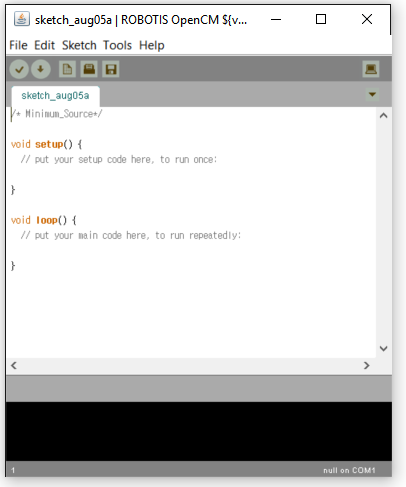 sketch_aug05a | ROBOTIS OpenCM ${v...
File Edit Sketch Tools Help
sketch_aug05a
/* Minimum_Source*/
void setup() {
// put your setup code here, to run once:
}
void loop() {
// put your main code here, to run repeatedly:
}
1
null on COM1